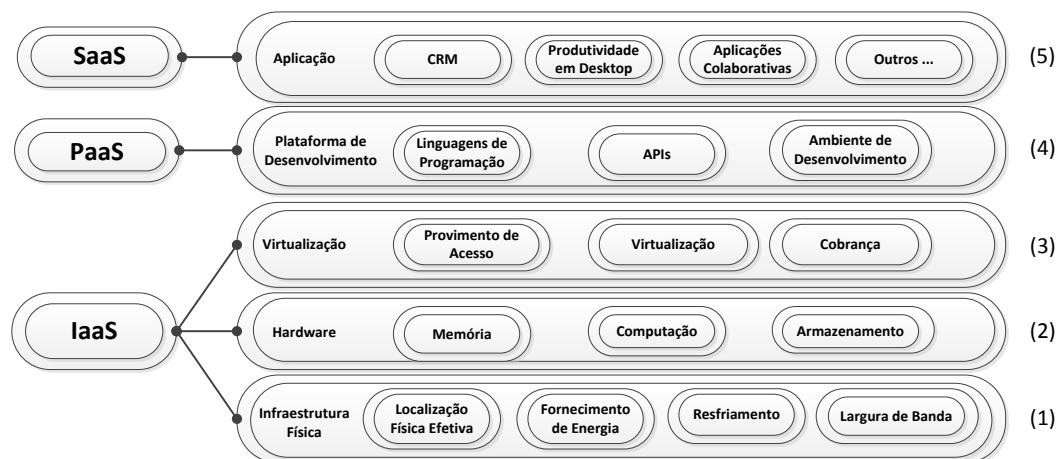 SaaS
Aplicação
CRM
Produtividade
em Desktop
Aplicações
Colaborativas
Outros ...
(5)
PaaS
Plataforma de
Desenvolvimento
Linguagens de
Programação
APIs
Ambiente de
Desenvolvimento
(4)
IaaS
Virtualização
Provimento de
Acesso
Virtualização
Cobrança
(3)
Hardware
Memória
Computação
Armazenamento
(2)
Infraestrutura
Física
Localização
Física Efetiva
Fornecimento
de Energia
Resfriamento
Largura de Banda
(1)